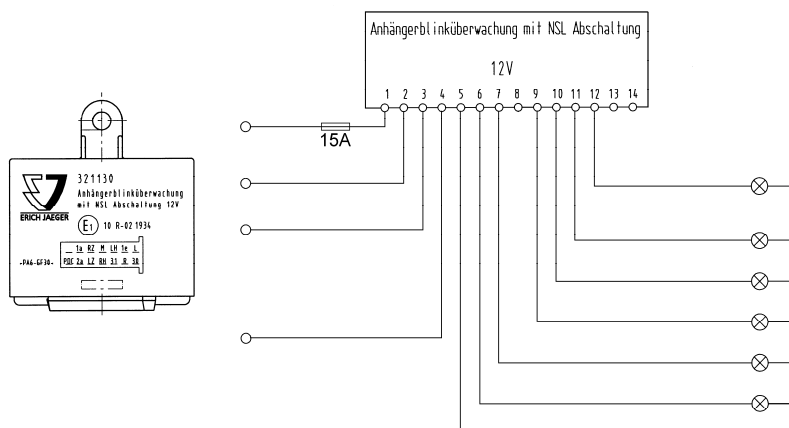 Anhängerblinküberwachung mit NSL Abschaltung
12V
1 2 3 4 5 6 7 8 9 10 11 12 13 14
15A
321130
Anhängerblinküberwachung
mit NSL Abschaltung 12V
ERICH JAEGER
E1 10 R-02 1934
_ 1a RZ M LH 1e L
-PA6-GF30- PDC 2a LZ RH 31 R 30